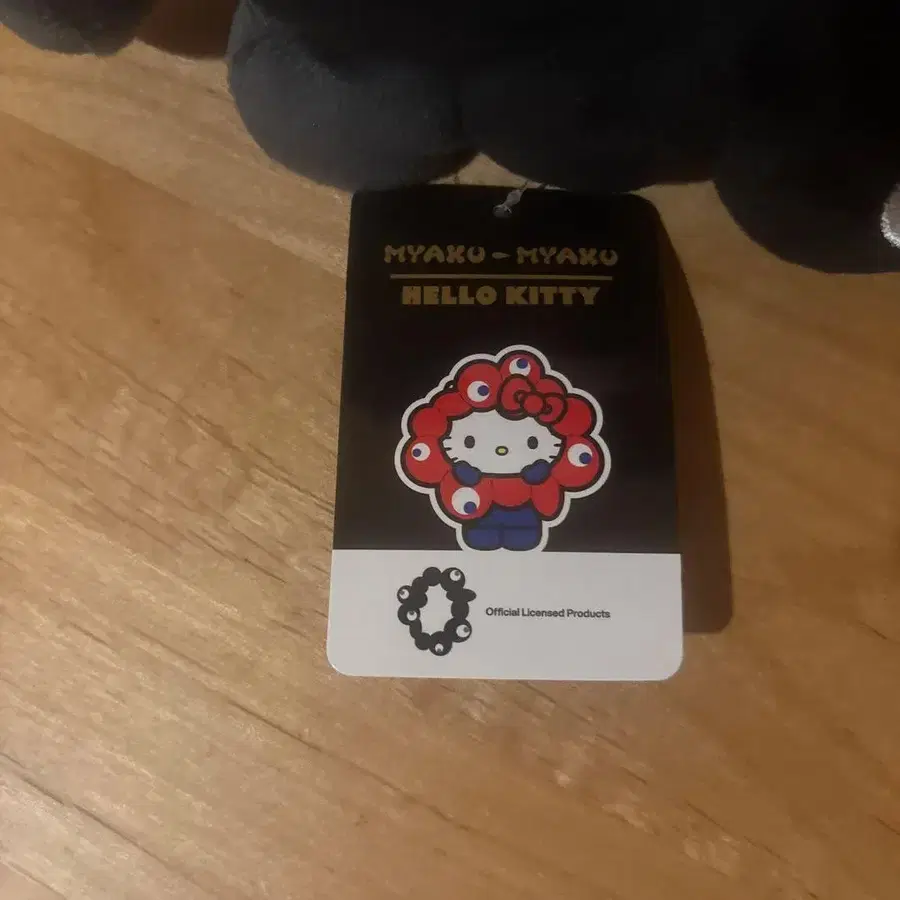 MYAKU-MYAKU
HELLO KITTY
Official Licensed Products